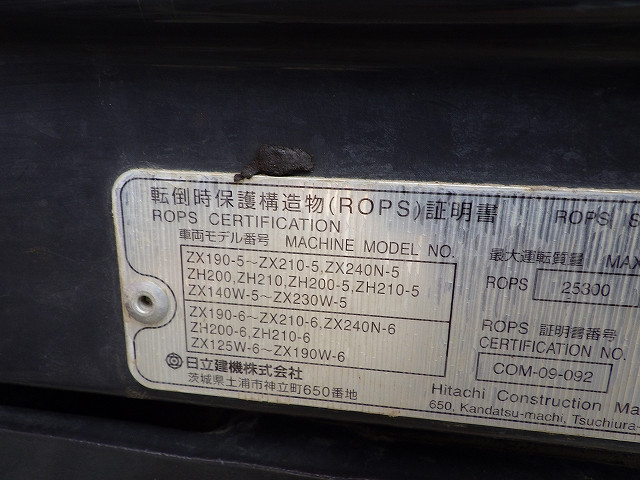 転倒時保護構造物(ROPS)証明書
ROPS CERTIFICATION
車両モデル番号 MACHINE MODEL NO.
ZX190-5~ZX210-5,ZX240N-5
ZH200,ZH210,ZH200-5,ZH210-5
ZX140W-5~ZX230W-5
ZX190-6~ZX210-6,ZX240N-6
ZH200-6,ZH210-6
ZX125W-6~ZX190W-6
日立建機株式会社
茨城県土浦市神立町650番地
ROPS
最大運転質量 MAX
ROPS 25300
ROPS 証明書番号
CERTIFICATION NO.
COM-09-092
Hitachi Construction Ma
650, Kandatsu-machi, Tsuchiura-